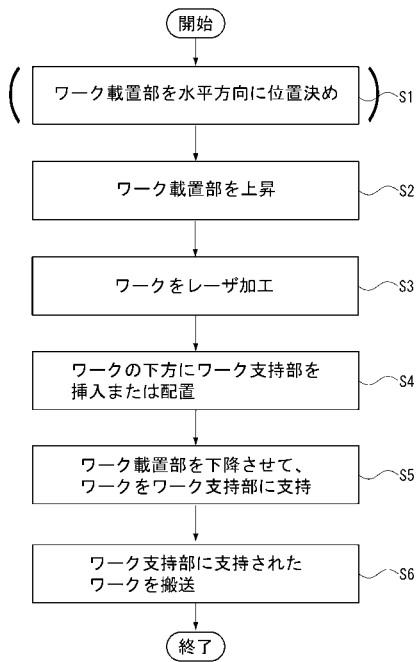 開始
ワーク載置部を水平方向に位置決め
S1
ワーク載置部を上昇
S2
ワークをレーザ加工
S3
ワークの下方にワーク支持部を
挿入または配置
S4
ワーク載置部を下降させて、
ワークをワーク支持部に支持
S5
ワーク支持部に支持された
ワークを搬送
S6
終了